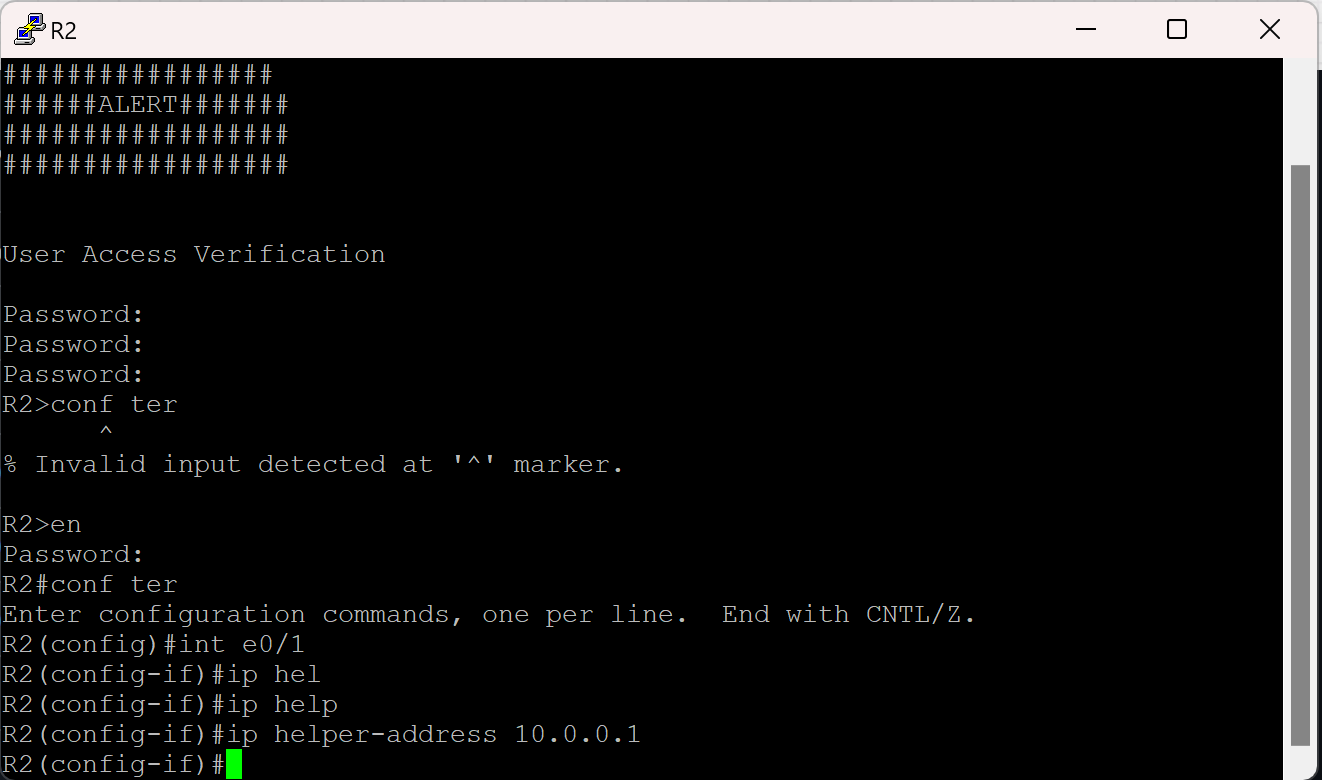 R2
#################
######ALERT#######
##################
##################
User Access Verification
Password:
Password:
Password:
R2>conf ter
^
% Invalid input detected at '^' marker.
R2>en
Password:
R2#conf ter
Enter configuration commands, one per line.  End with CNTL/Z.
R2(config)#int e0/1
R2(config-if)#ip hel
R2(config-if)#ip help
R2(config-if)#ip helper-address 10.0.0.1
R2(config-if)#